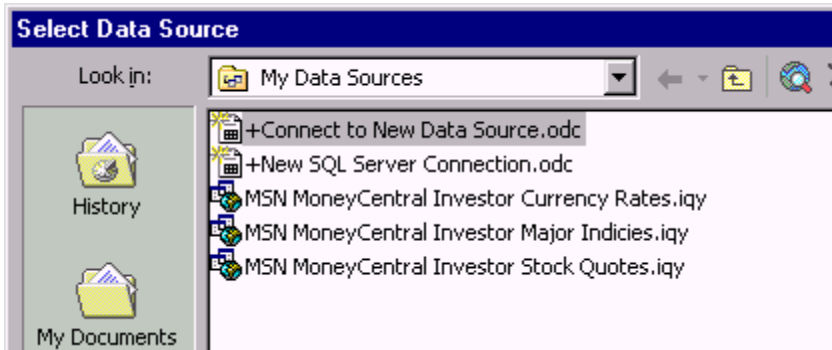 Select Data Source
Look in: My Data Sources
+Connect to New Data Source.odc
+New SQL Server Connection.odc
MSN MoneyCentral Investor Currency Rates.iqy
History
MSN MoneyCentral Investor Major Indicies.iqy
MSN MoneyCentral Investor Stock Quotes.iqy
My Documents